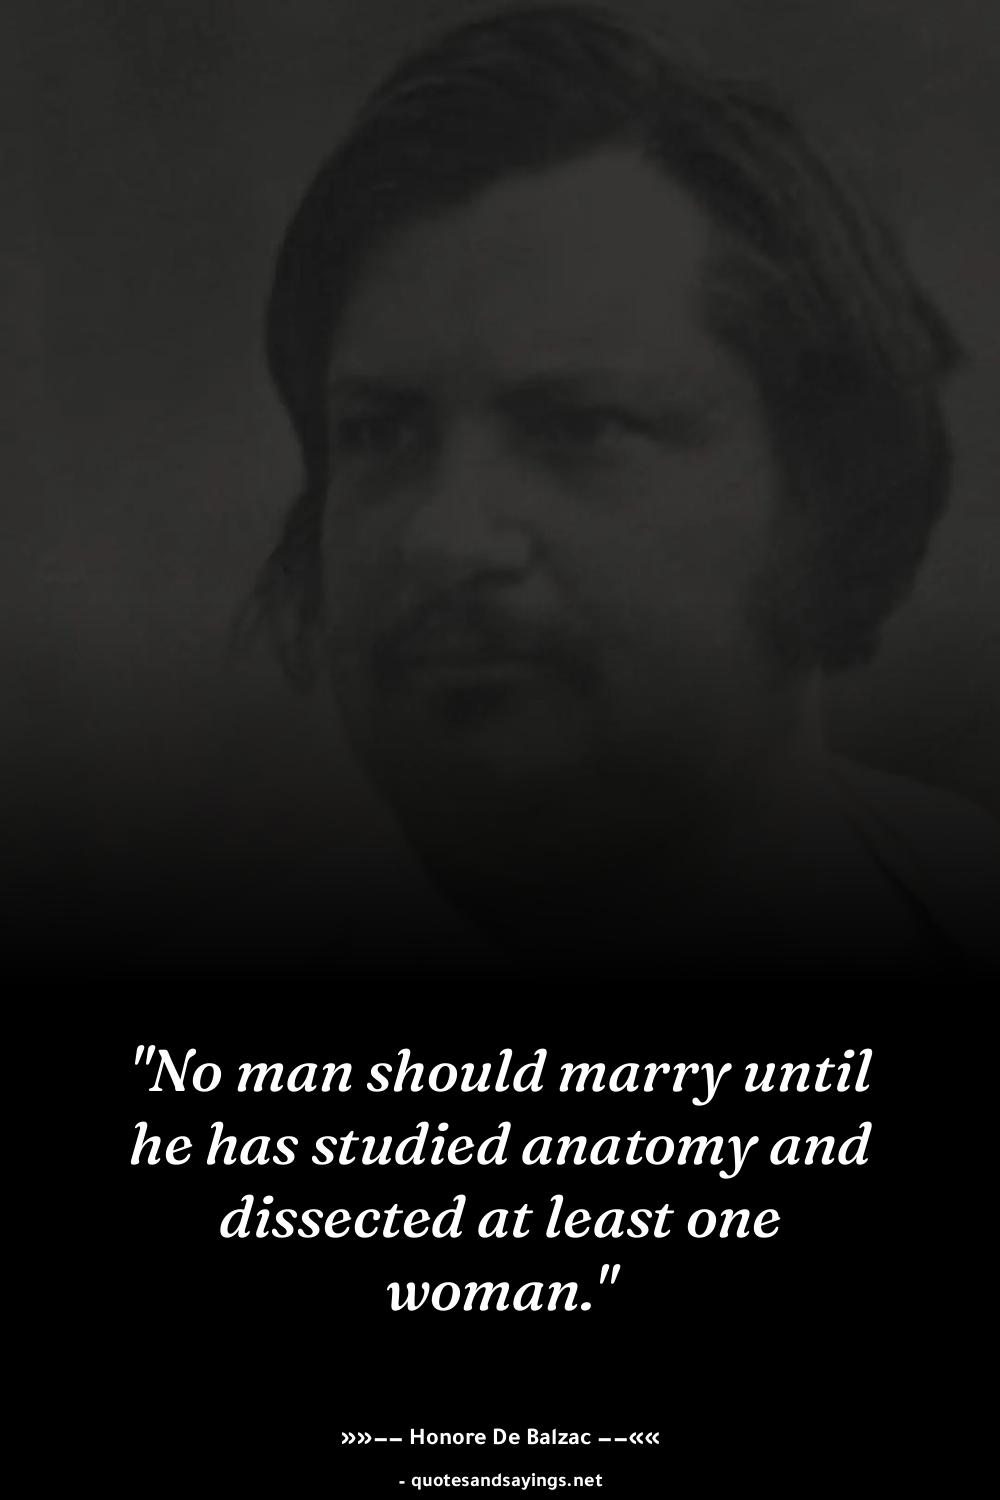 "No man should marry until
he has studied anatomy and
dissected at least one
woman."
»»−− Honore De Balzac −−««
- quotesandsayings.net